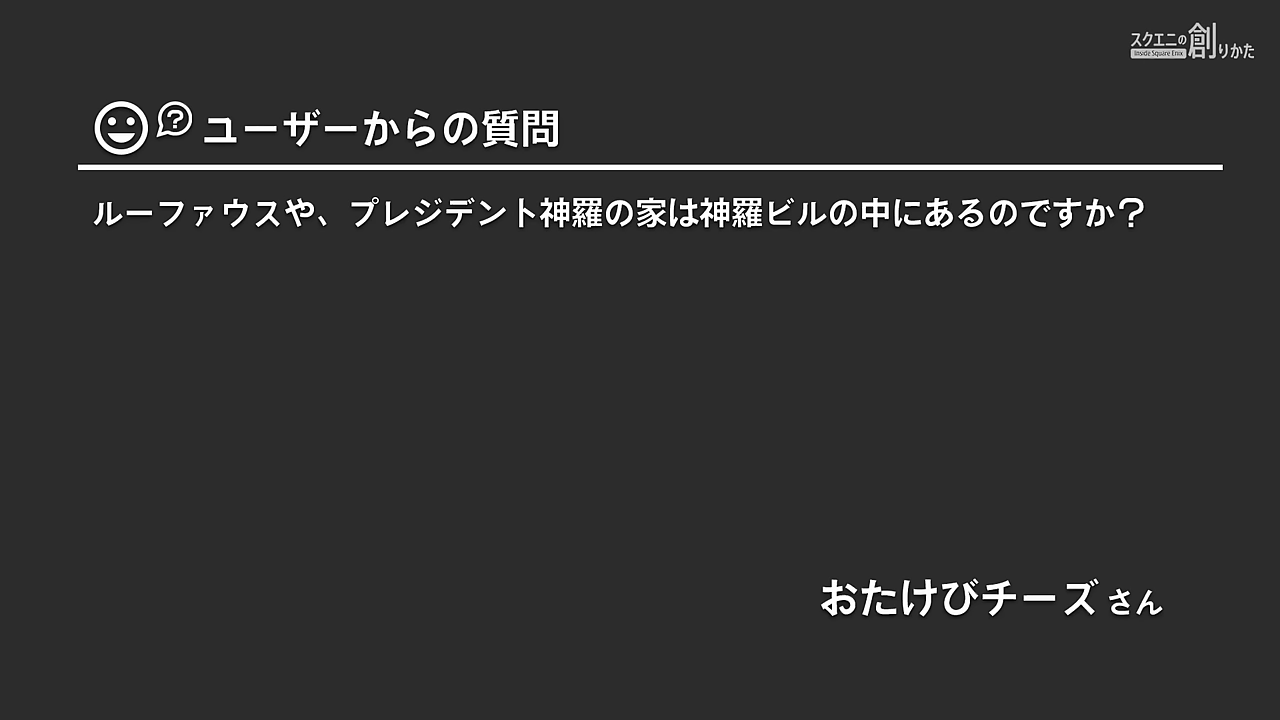 スクエニの創りかた
Inside Square Enix
ユーザーからの質問
ルーファウスや、プレジデント神羅の家は神羅ビルの中にあるのですか？
おたけびチーズ さん